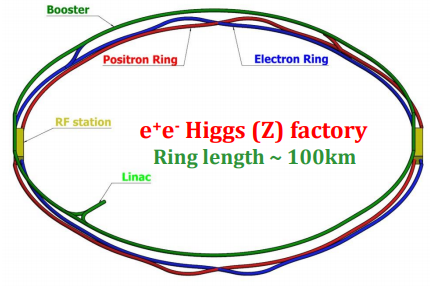 Booster
Positron Ring
Electron Ring
RF station
e⁺e⁻ Higgs (Z) factory
Ring length ~ 100km
Linac